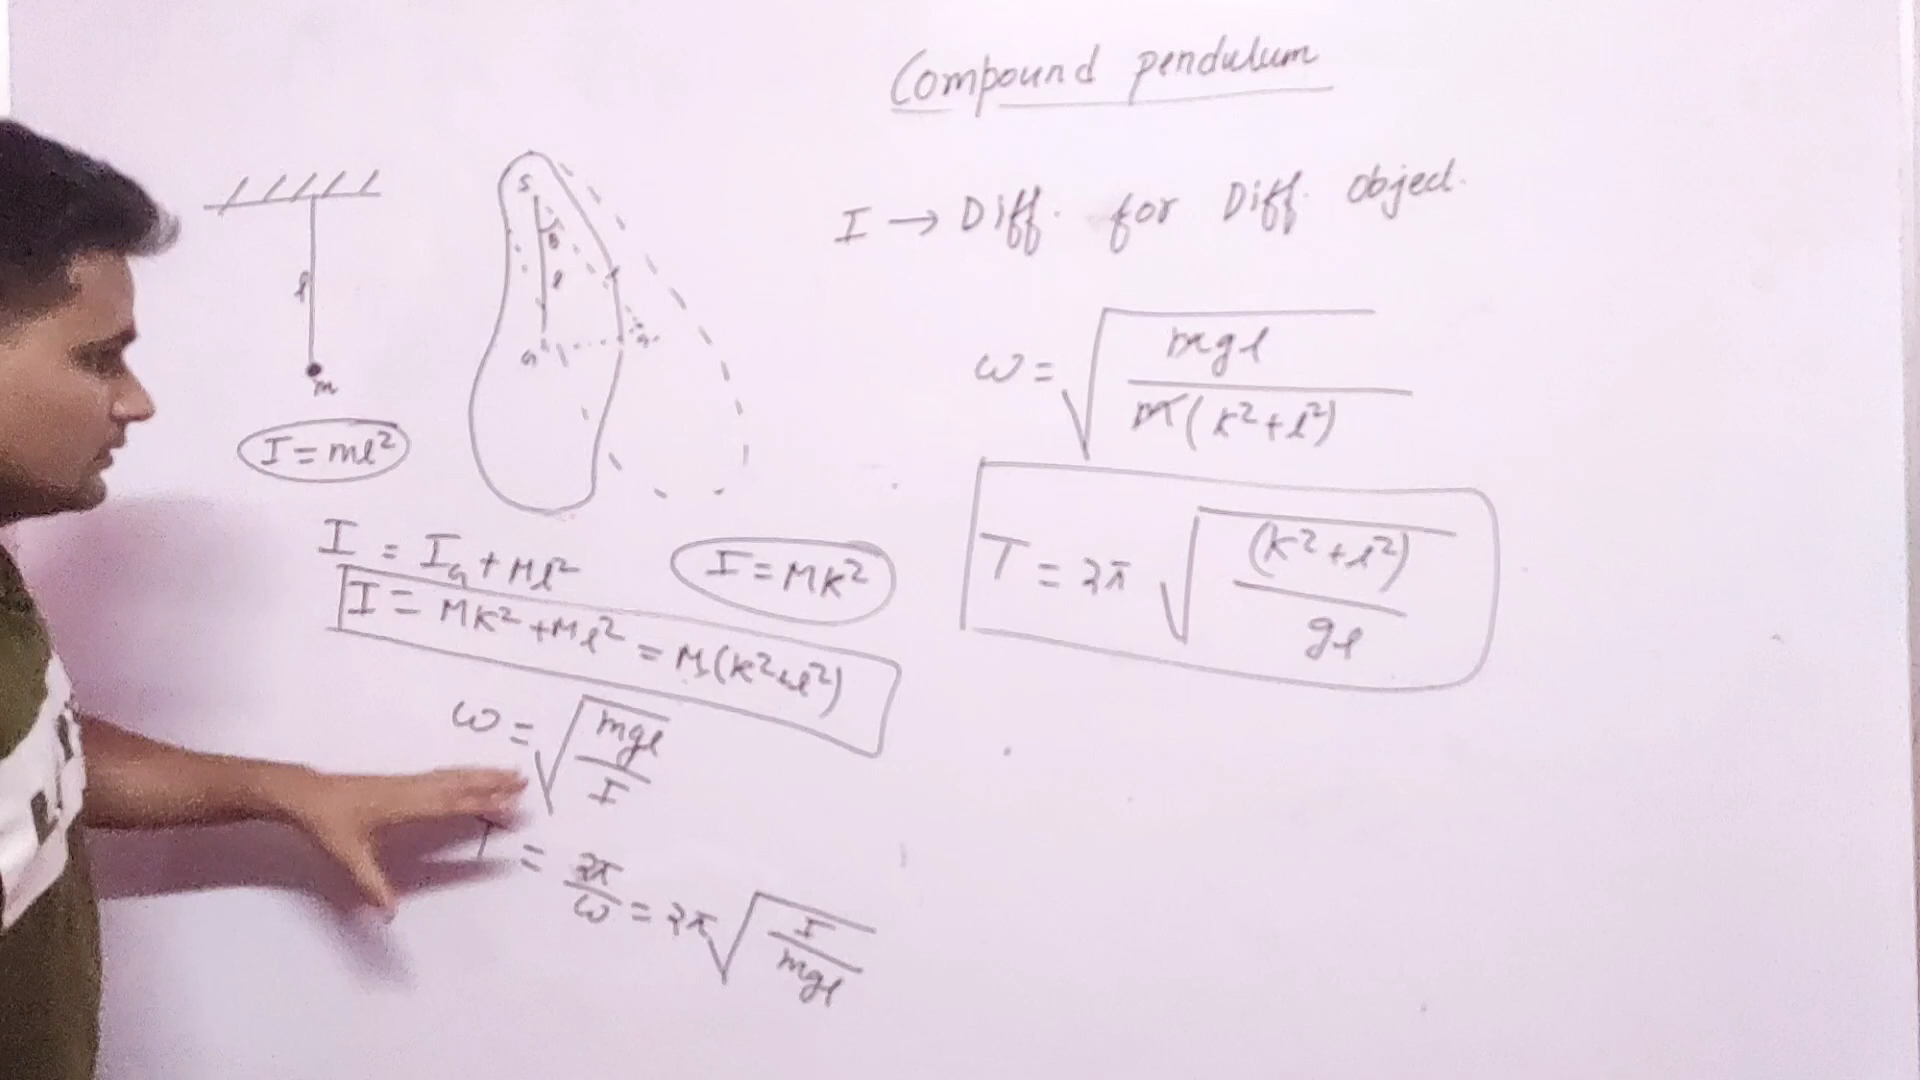 Compound pendulum
I → Diff. for Diff. object.
l
m
I = ml²
S
θ
l
G
I = I_G + Ml²
I = MK²
I = MK² + Ml² = M(K²+l²)
ω = √(mgl / I)
T = 2π/ω = 2π √(I / mgl)
ω = √(mgl / m(K²+l²))
T = 2π √((K²+l²) / gl)